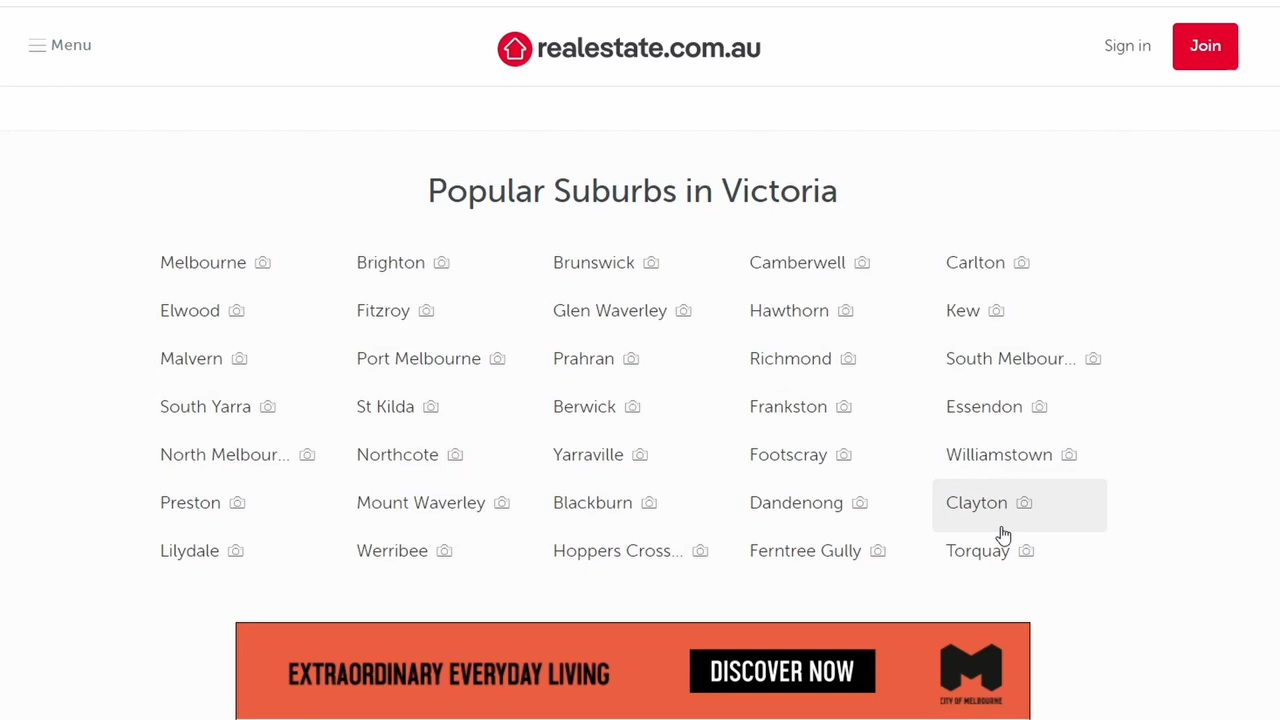 Menu
realestate.com.au
Sign in
Join
Popular Suburbs in Victoria
Melbourne Brighton Brunswick Camberwell Carlton
Elwood Fitzroy Glen Waverley Hawthorn Kew
Malvern Port Melbourne Prahran Richmond South Melbour...
South Yarra St Kilda Berwick Frankston Essendon
North Melbour... Northcote Yarraville Footscray Williamstown
Preston Mount Waverley Blackburn Dandenong Clayton
Lilydale Werribee Hoppers Cross... Ferntree Gully Torquay
EXTRAORDINARY EVERYDAY LIVING
DISCOVER NOW
CITY OF MELBOURNE